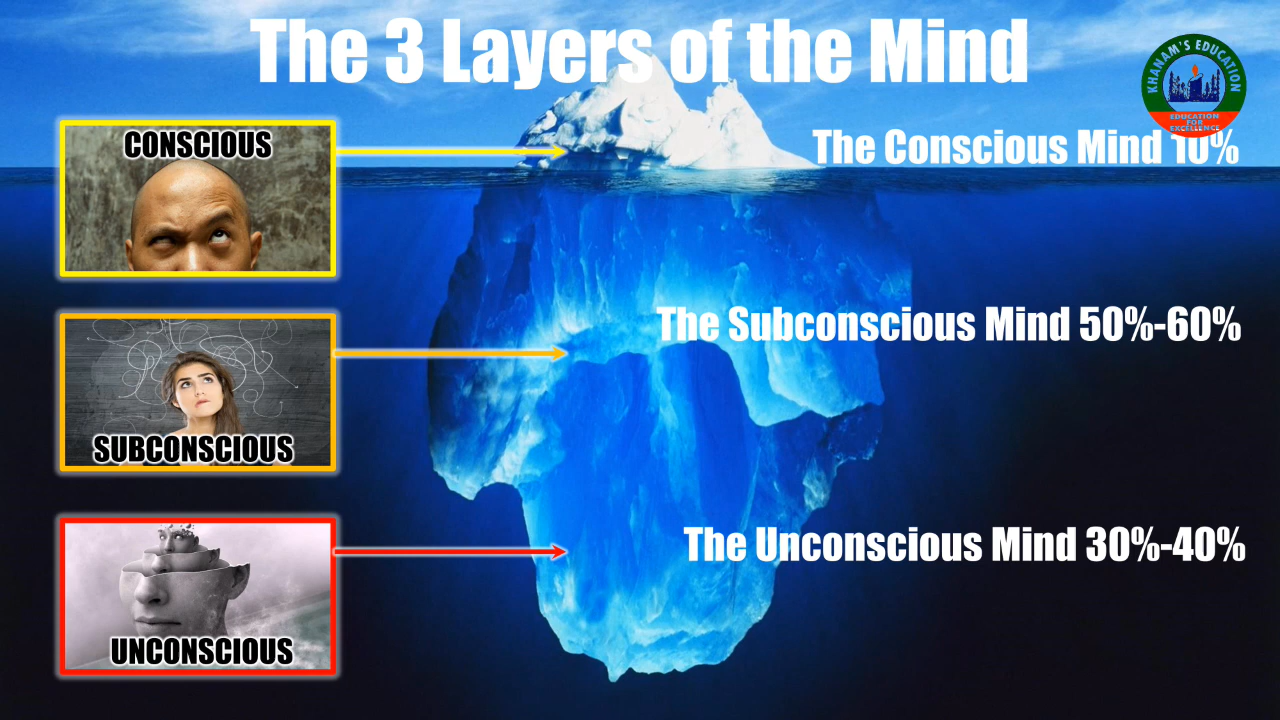 The 3 Layers of the Mind
KHANAM'S EDUCATION
EDUCATION
FOR
EXCELLENCE
CONSCIOUS
The Conscious Mind 10%
SUBCONSCIOUS
The Subconscious Mind 50%-60%
UNCONSCIOUS
The Unconscious Mind 30%-40%